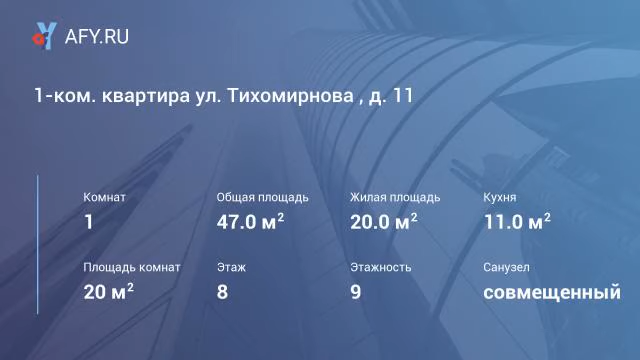 AFY.RU
1-ком. квартира ул. Тихомирнова , д. 11
Комнат
1
Общая площадь
47.0 м²
Жилая площадь
20.0 м²
Кухня
11.0 м²
Площадь комнат
20 м²
Этаж
8
Этажность
9
Санузел
совмещенный